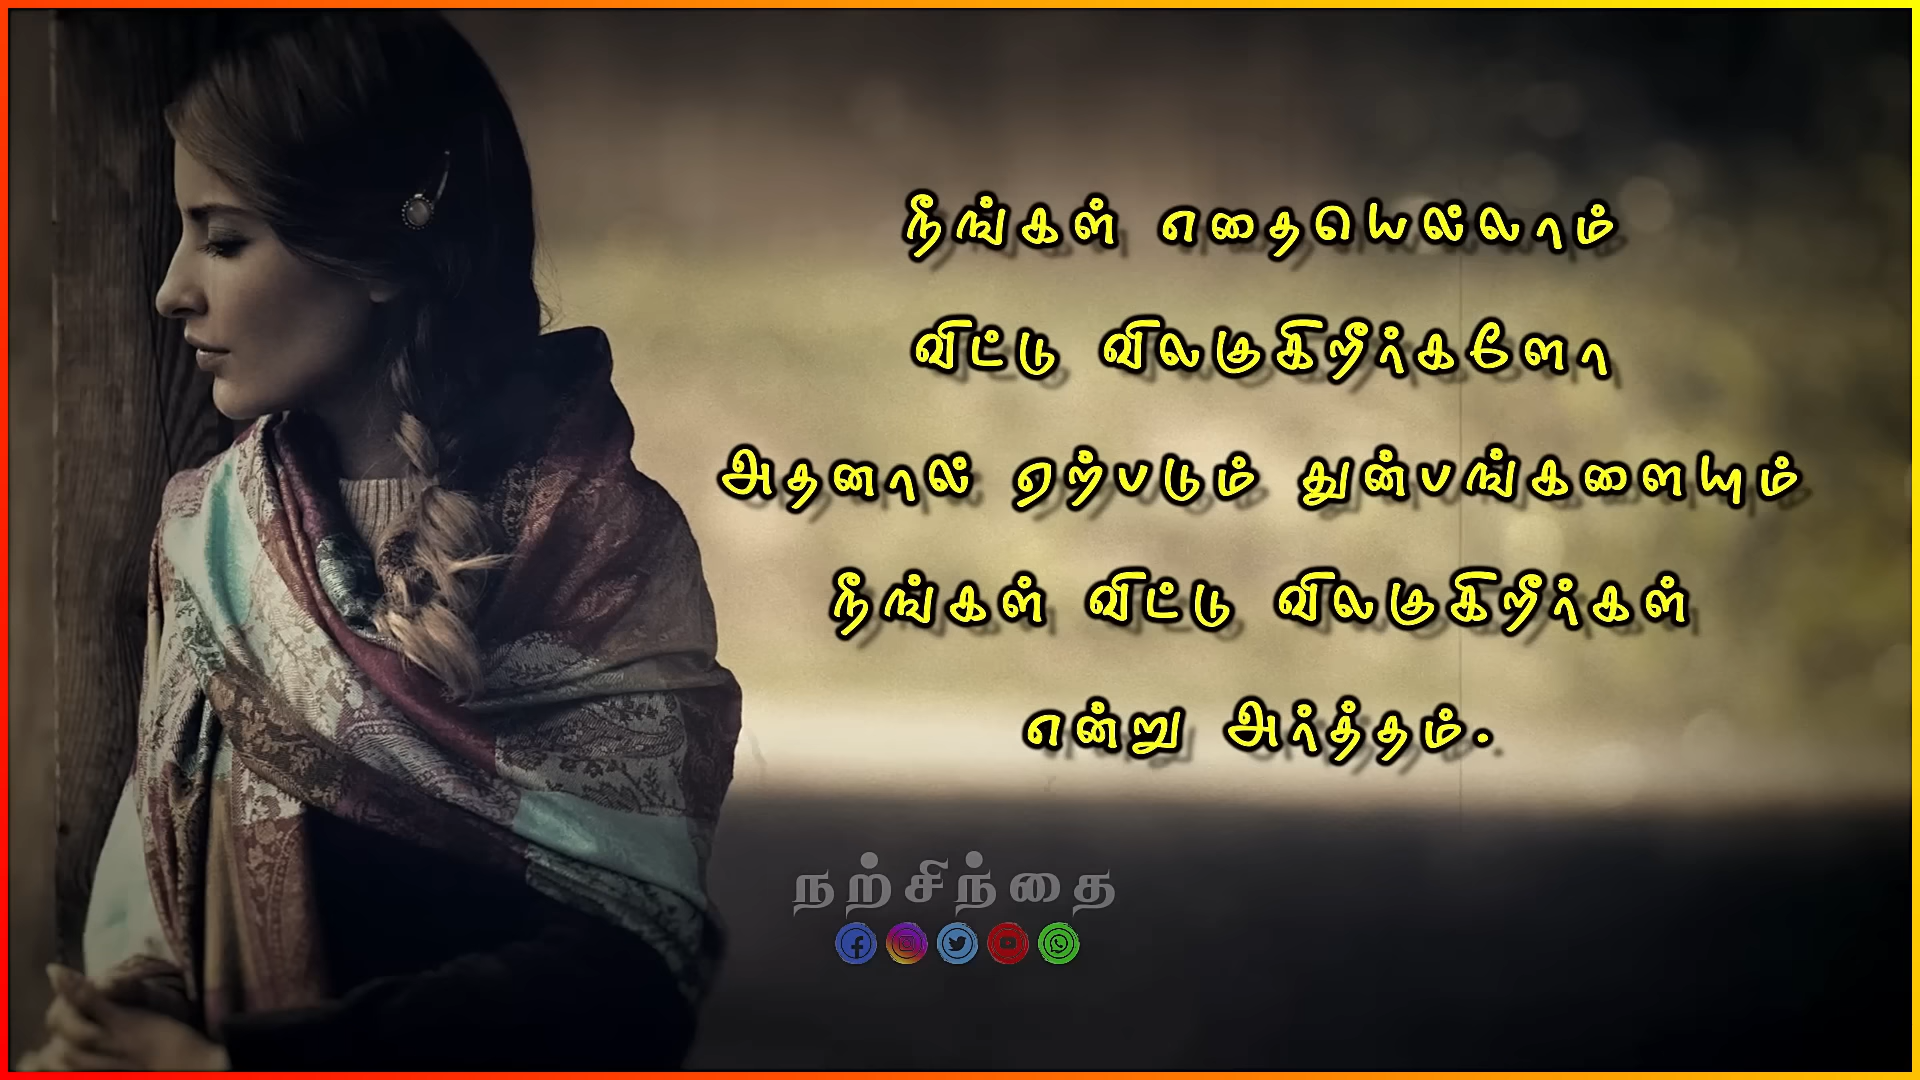 நீங்கள் எதையெல்லாம்
விட்டு விலகுகிறீர்களோ
அதனால் ஏற்படும் துன்பங்களையும்
நீங்கள் விட்டு விலகுகிறீர்கள்
என்று அர்த்தம்.
நற்சிந்தை